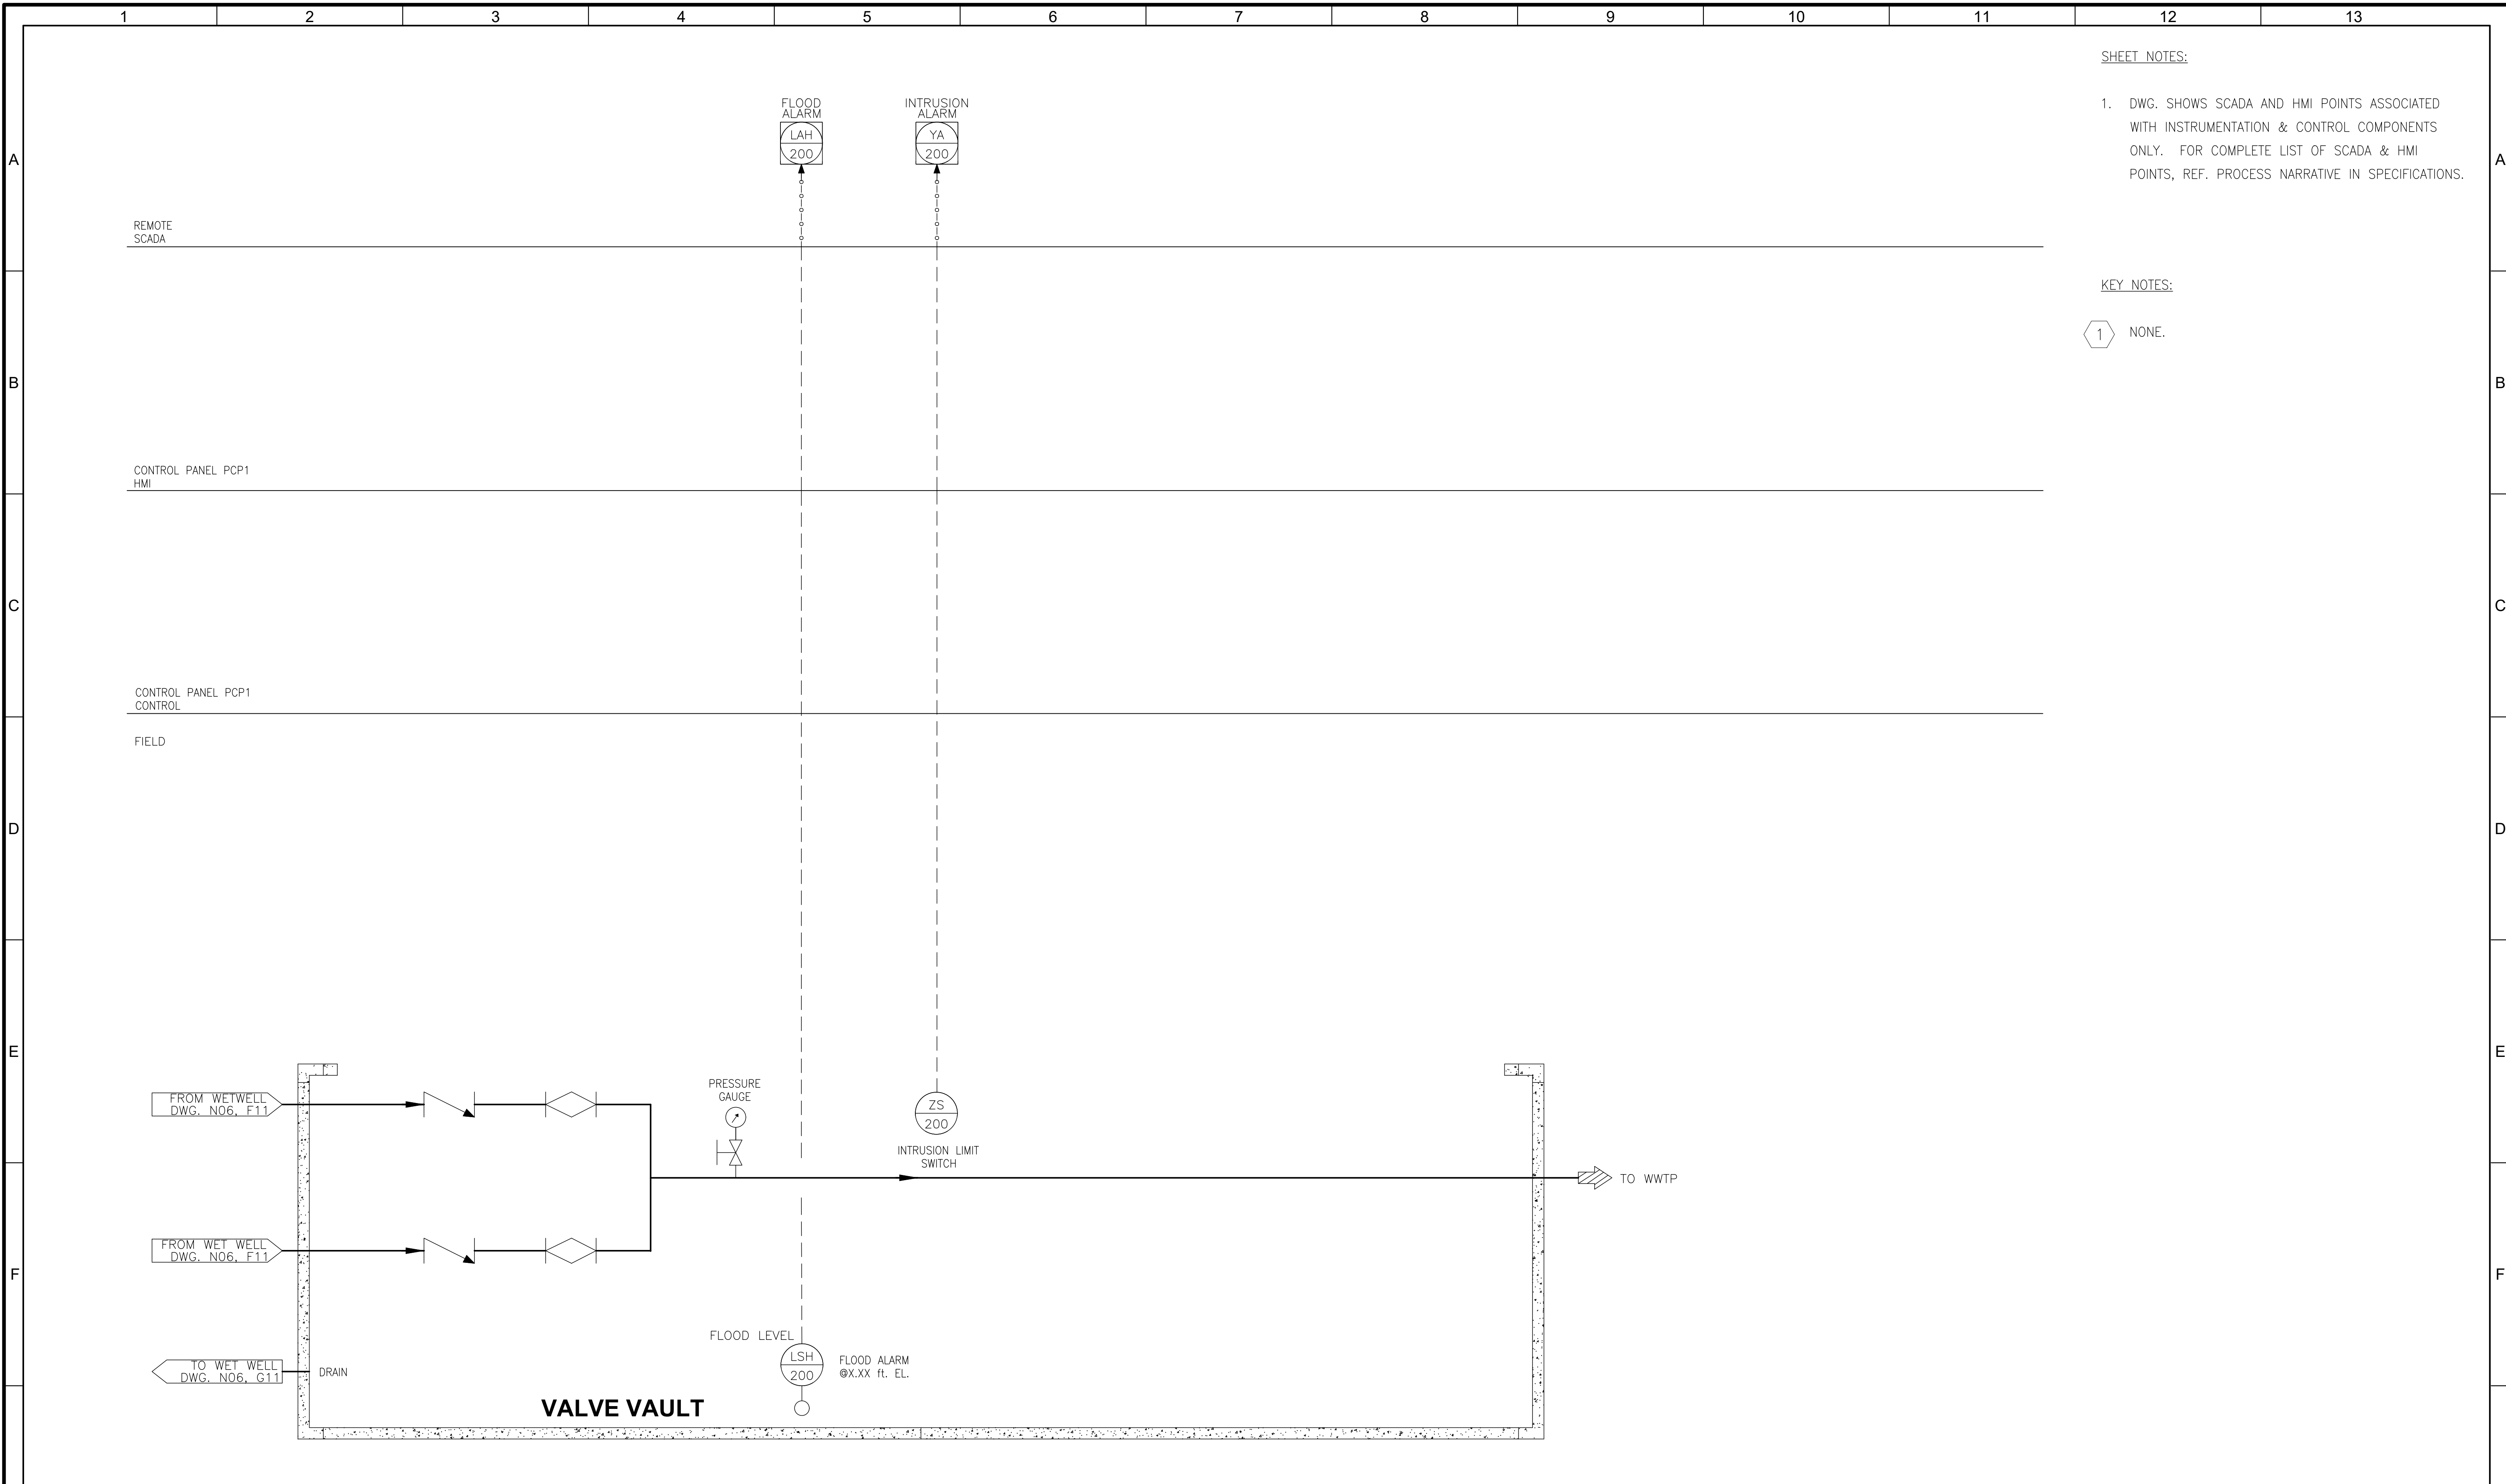 1 2 3 4 5 6 7 8 9 10 11 12 13
SHEET NOTES:
1. DWG. SHOWS SCADA AND HMI POINTS ASSOCIATED
WITH INSTRUMENTATION & CONTROL COMPONENTS
ONLY. FOR COMPLETE LIST OF SCADA & HMI
POINTS, REF. PROCESS NARRATIVE IN SPECIFICATIONS.
FLOOD
ALARM
LAH
200
INTRUSION
ALARM
YA
200
A A
REMOTE
SCADA
KEY NOTES:
1 NONE.
B B
CONTROL PANEL PCP1
HMI
C C
CONTROL PANEL PCP1
CONTROL
FIELD
D D
E E
FROM WETWELL
DWG. N06, F11
PRESSURE
GAUGE
ZS
200
INTRUSION LIMIT
SWITCH
TO WWTP
FROM WET WELL
DWG. N06, F11
F F
FLOOD LEVEL
LSH
200
FLOOD ALARM
@X.XX ft. EL.
TO WET WELL
DWG. N06, G11
DRAIN
VALVE VAULT